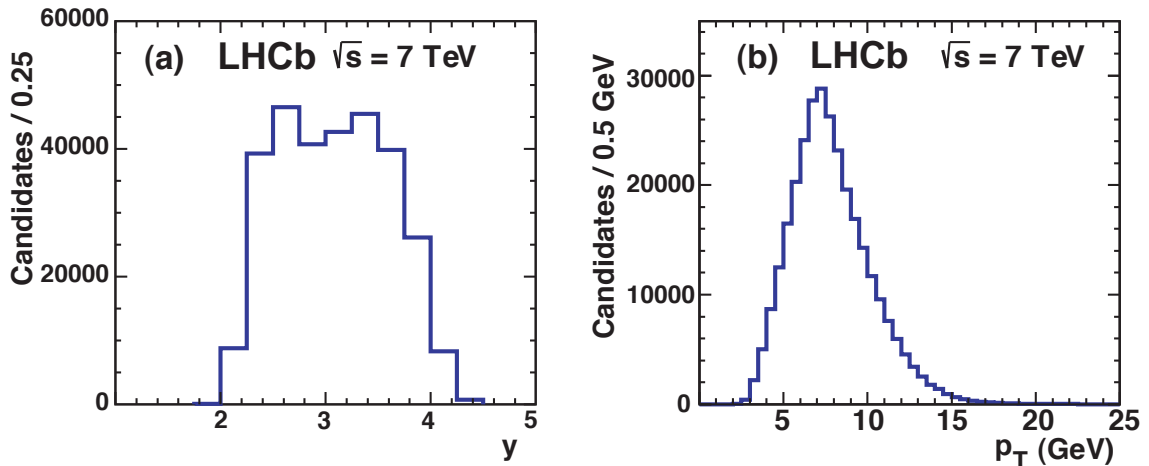 (a) LHCb √s = 7 TeV
Candidates / 0.25
60000
40000
20000
0
2 3 4 5
y
(b) LHCb √s = 7 TeV
Candidates / 0.5 GeV
30000
20000
10000
0
5 10 15 20 25
p_T (GeV)